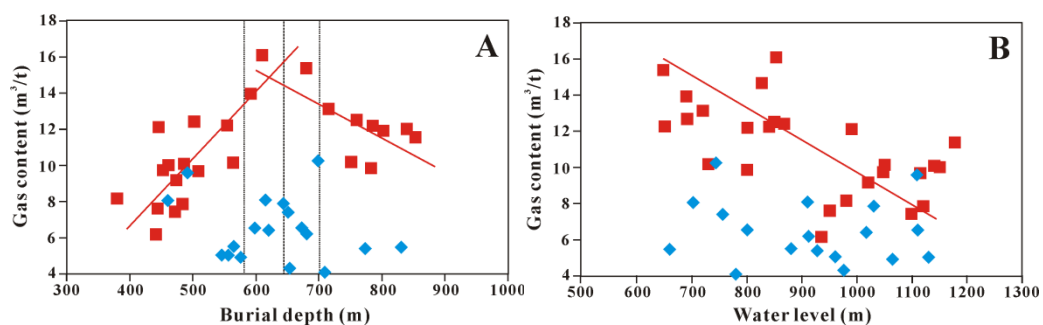 A
Gas content (m³/t)
18
16
14
12
10
8
6
4
300 400 500 600 700 800 900 1000
Burial depth (m)
B
Gas content (m³/t)
18
16
14
12
10
8
6
4
500 600 700 800 900 1000 1100 1200 1300
Water level (m)